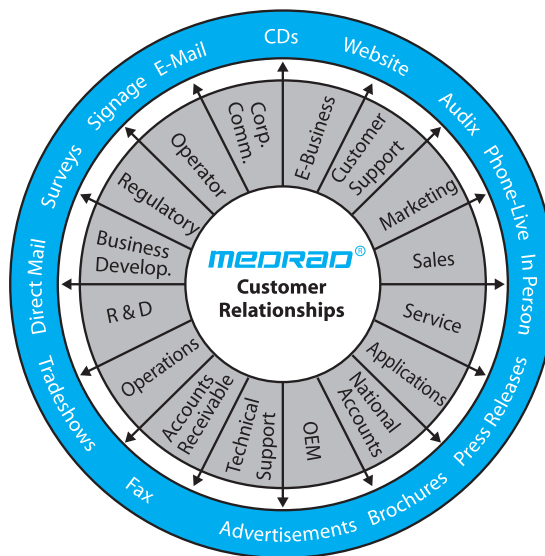 CDs
Website
Audix
Phone-Live
In Person
Press Releases
Brochures
Advertisements
Fax
Tradeshows
Direct Mail
Surveys
Signage
E-Mail
E-Business
Customer
Support
Marketing
Sales
Service
Applications
National
Accounts
OEM
Technical
Support
Accounts
Receivable
Operations
R & D
Business
Develop.
Regulatory
Operator
Corp.
Comm.
MEDRAD®
Customer
Relationships